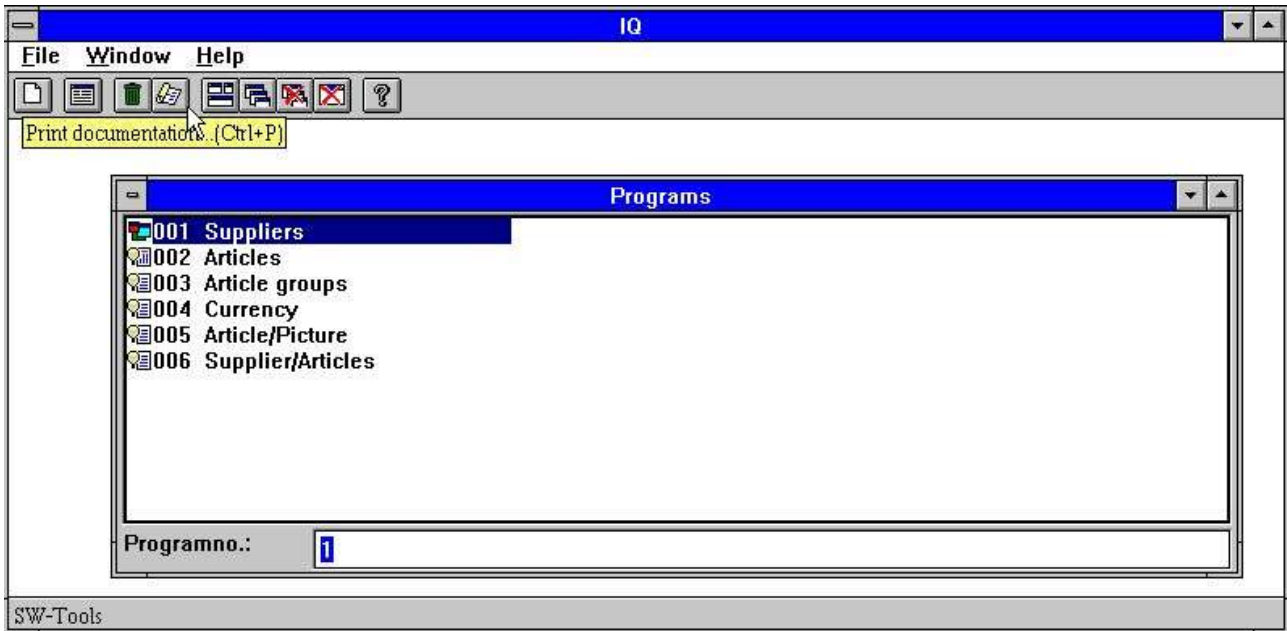 IQ
File Window Help
Print documentation..(Ctrl+P)
Programs
001 Suppliers
002 Articles
003 Article groups
004 Currency
005 Article/Picture
006 Supplier/Articles
Programno.: 1
SW-Tools